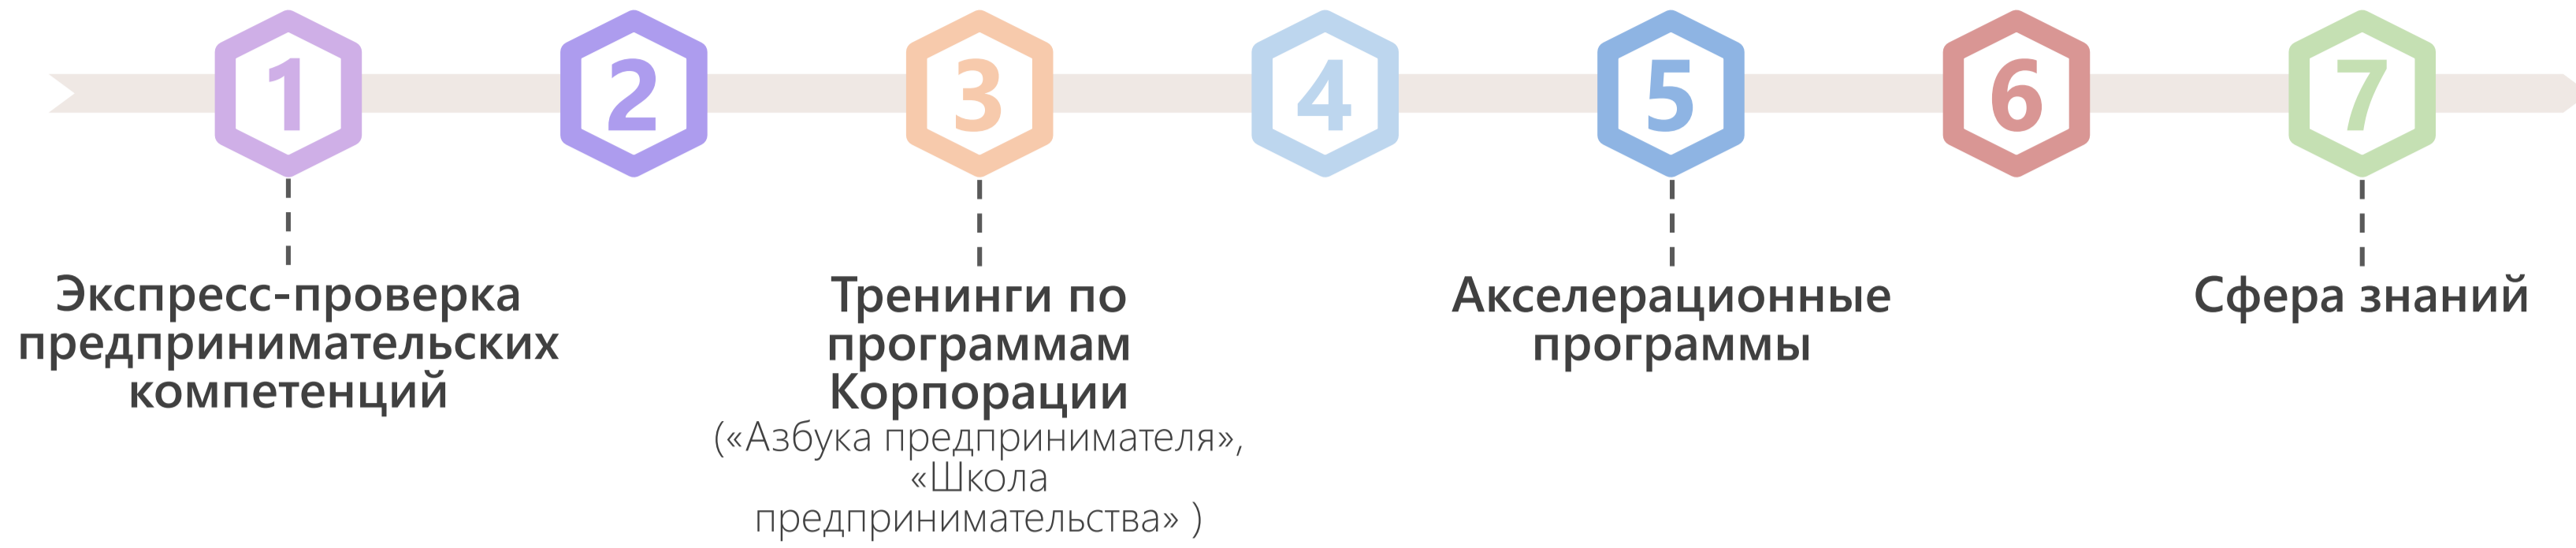 1 2 3 4 5 6 7
Экспресс-проверка
предпринимательских
компетенций
Тренинги по
программам
Корпорации
(«Азбука предпринимателя»,
«Школа
предпринимательства» )
Акселерационные
программы
Сфера знаний